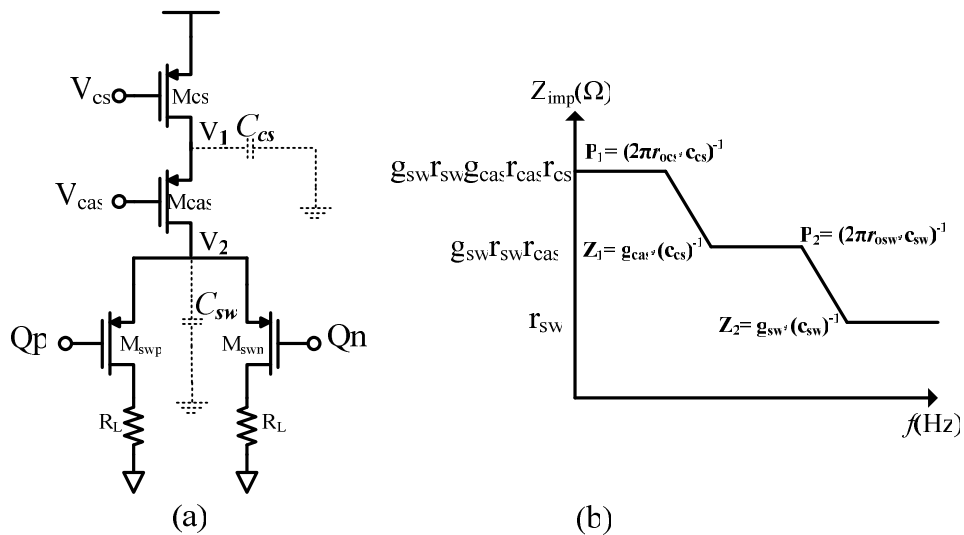 Vcs
Mcs
V1
Ccs
Vcas
Mcas
V2
Csw
Qp
Mswp
Mswn
Qn
RL
RL
(a)
Zimp(Ω)
P1= (2πrocs,ccs)-1
gswrswgcasrcasrcs
gswrswrcas
Z1= gcas,(ccs)-1
P2= (2πrosw,csw)-1
rsw
Z2= gsw,(csw)-1
f(Hz)
(b)